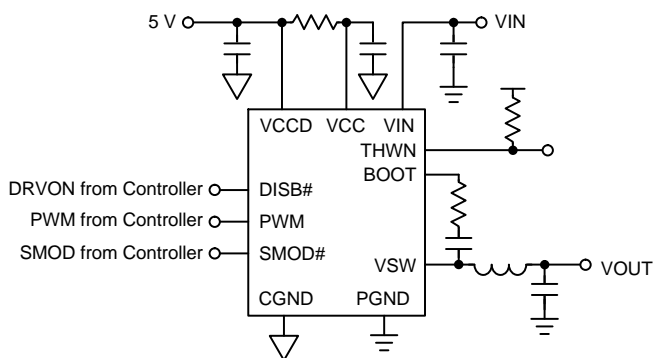 5 V
VIN
VCCD VCC VIN
THWN
BOOT
DRVON from Controller DISB#
PWM from Controller PWM
SMOD from Controller SMOD#
VSW
VOUT
CGND PGND